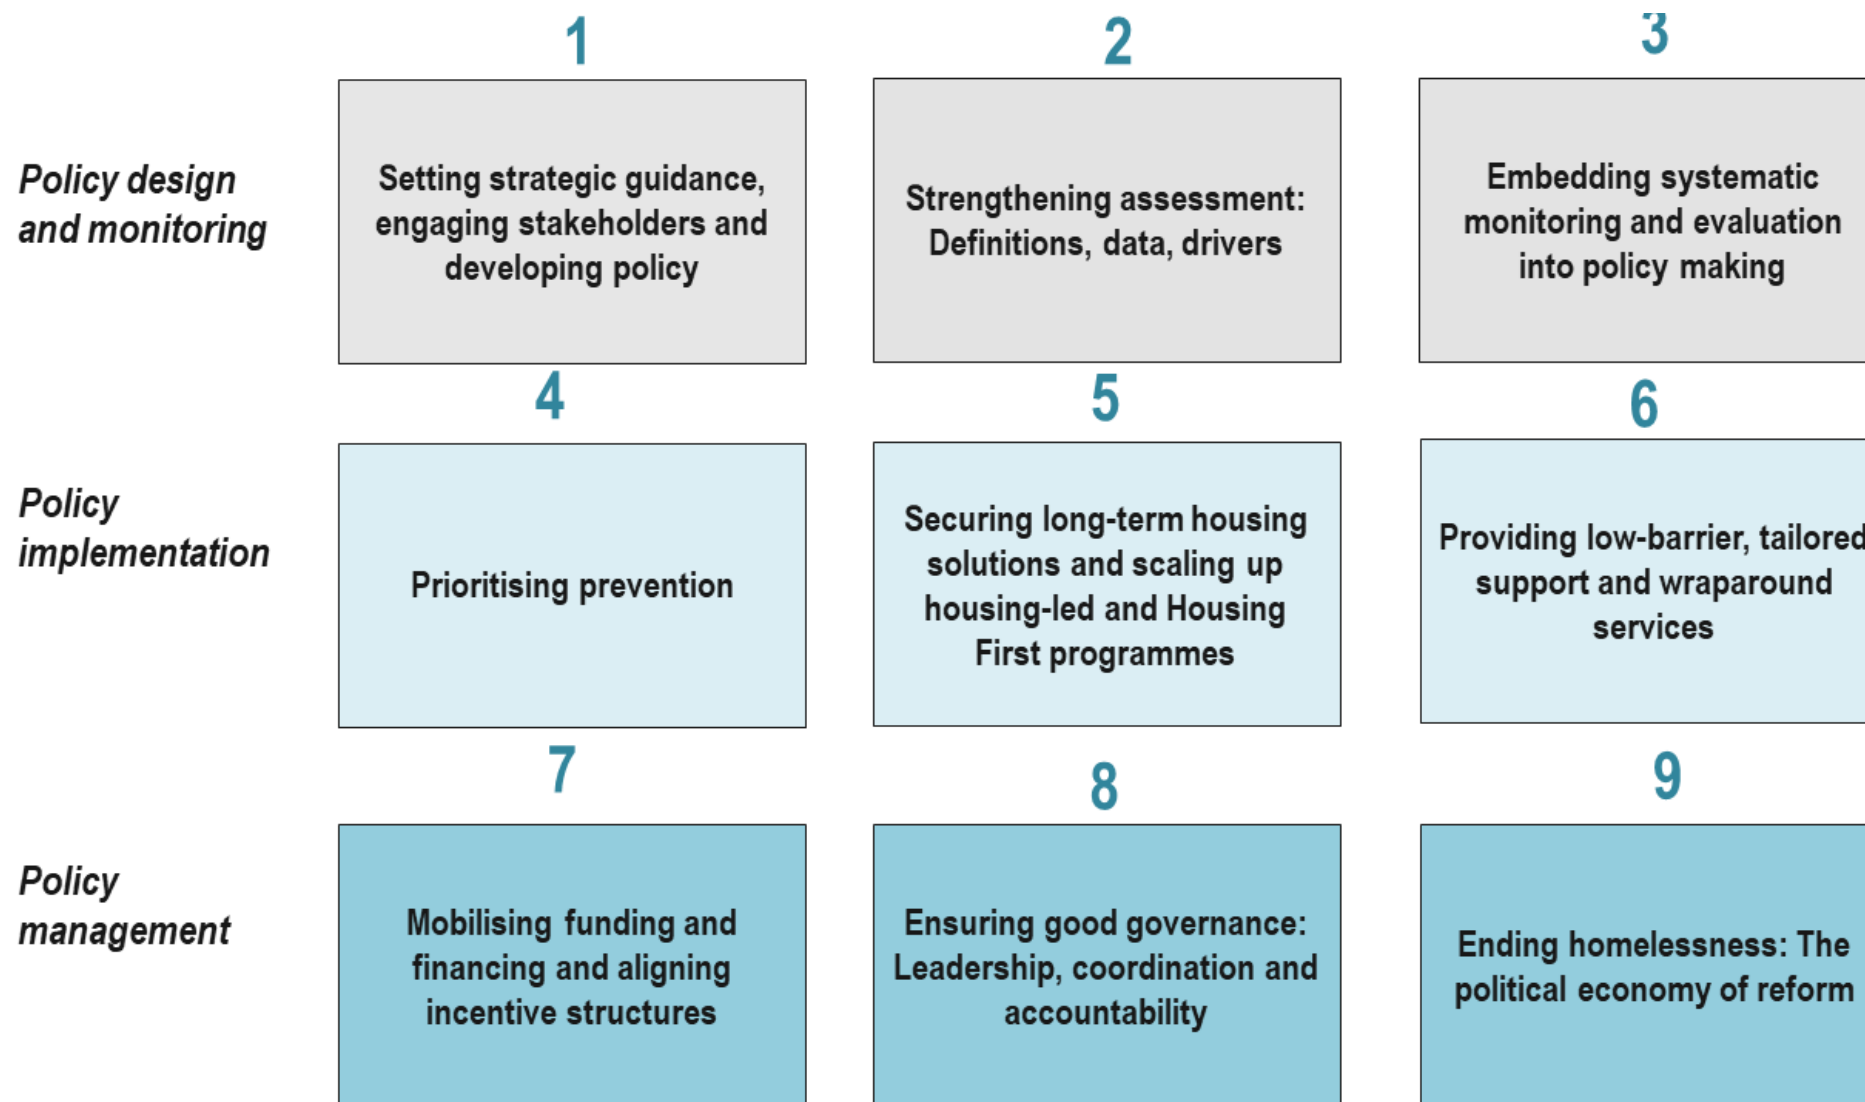 1
2
3
Policy design
and monitoring
Setting strategic guidance,
engaging stakeholders and
developing policy
Strengthening assessment:
Definitions, data, drivers
Embedding systematic
monitoring and evaluation
into policy making
4
5
6
Policy
implementation
Prioritising prevention
Securing long-term housing
solutions and scaling up
housing-led and Housing
First programmes
Providing low-barrier, tailored
support and wraparound
services
7
8
9
Policy
management
Mobilising funding and
financing and aligning
incentive structures
Ensuring good governance:
Leadership, coordination and
accountability
Ending homelessness: The
political economy of reform